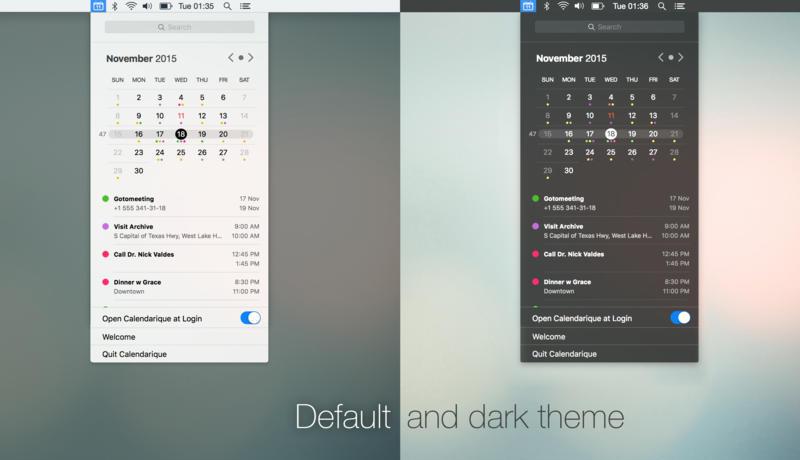 11 Tue 01:35
Search
November 2015
SUN MON TUE WED THU FRI SAT
1 2 3 4 5 6 7
8 9 10 11 12 13 14
47 15 16 17 18 19 20 21
22 23 24 25 26 27 28
29 30
Gotomeeting 17 Nov
+1 555 341-31-18 19 Nov
Visit Archive 9:00 AM
S Capitol of Texas Hwy, West Lake H... 10:00 AM
Call Dr. Nick Valdes 12:45 PM
1:45 PM
Dinner w Grace 8:30 PM
Downtown 11:00 PM
Open Calendarique at Login
Welcome
Quit Calendarique
11 Tue 01:36
Search
November 2015
SUN MON TUE WED THU FRI SAT
1 2 3 4 5 6 7
8 9 10 11 12 13 14
47 15 16 17 18 19 20 21
22 23 24 25 26 27 28
29 30
Gotomeeting 17 Nov
+1 555 341-31-18 19 Nov
Visit Archive 9:00 AM
S Capitol of Texas Hwy, West Lake H... 10:00 AM
Call Dr. Nick Valdes 12:45 PM
1:45 PM
Dinner w Grace 8:30 PM
Downtown 11:00 PM
Open Calendarique at Login
Welcome
Quit Calendarique
Default and dark theme